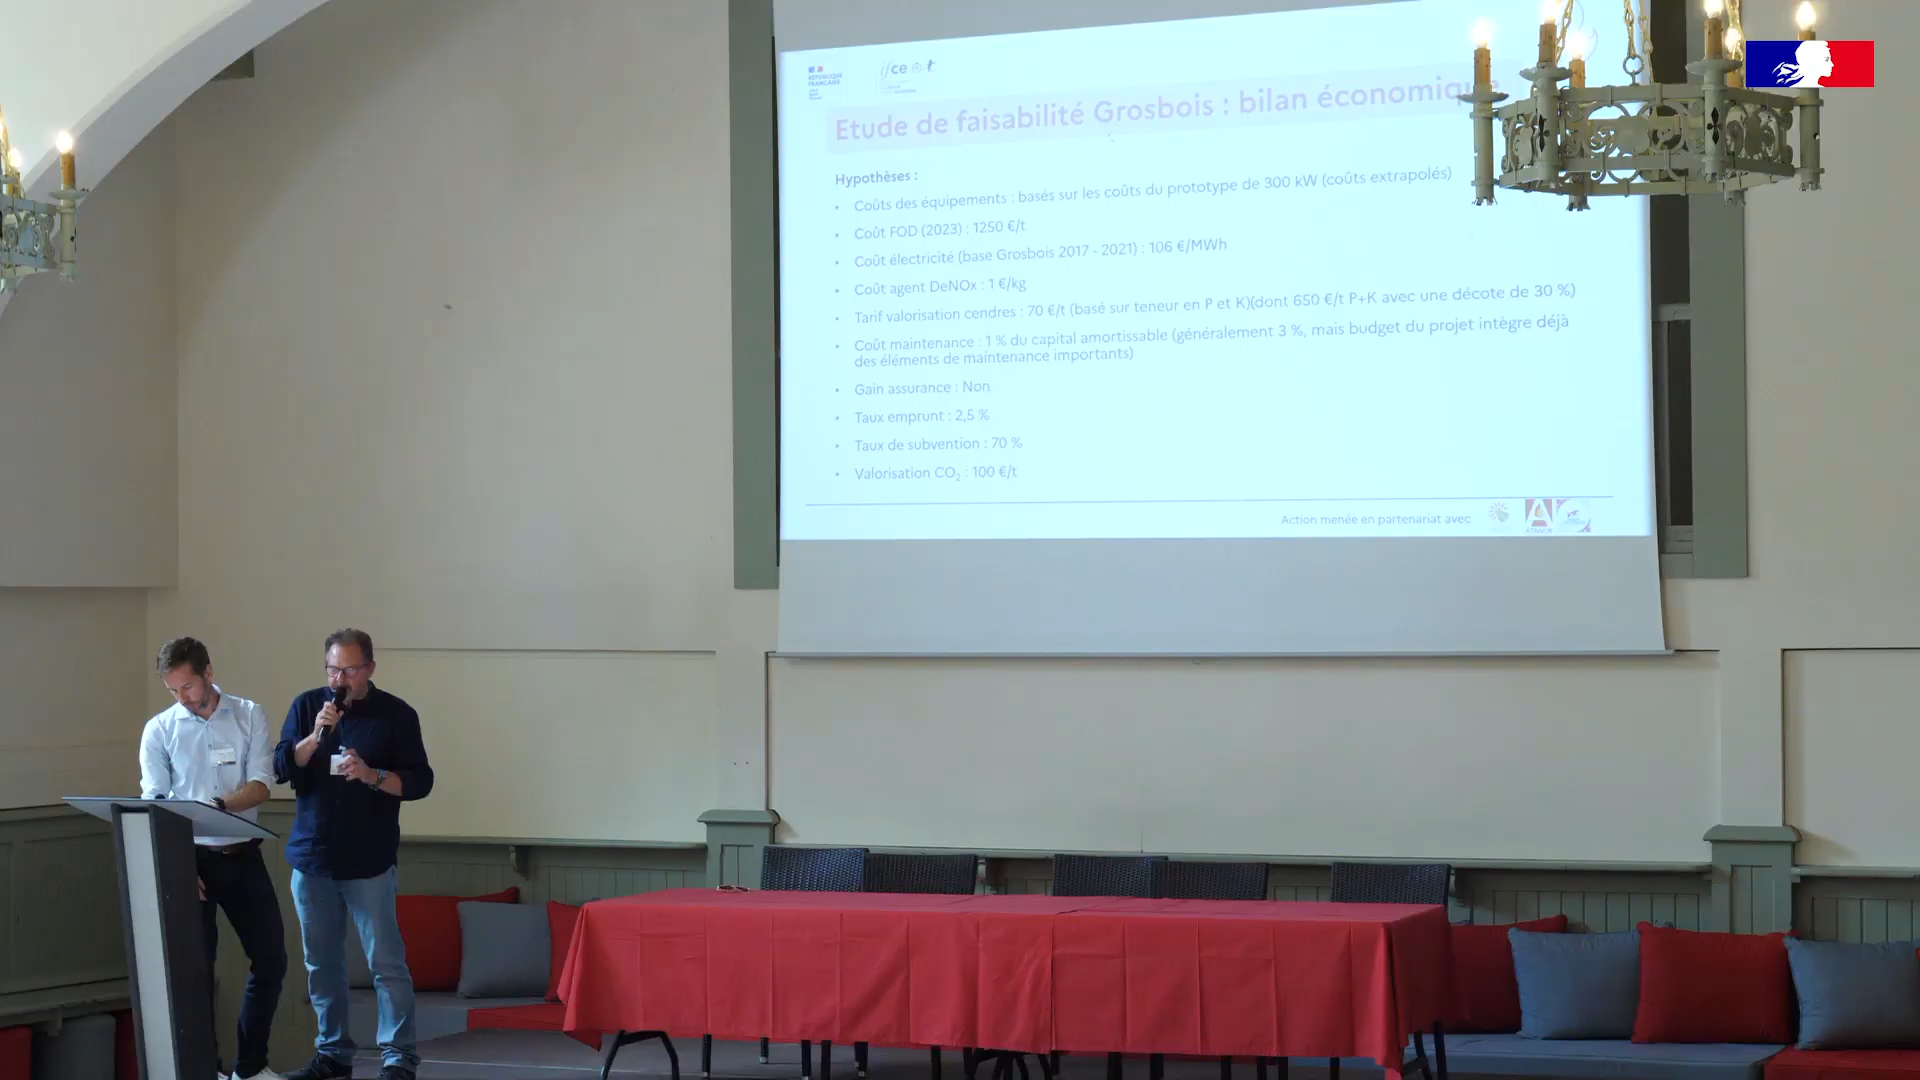 RÉPUBLIQUE
FRANÇAISE
ifce
Etude de faisabilité Grosbois : bilan économique
Hypothèses :
• Coûts des équipements : basés sur les coûts du prototype de 300 kW (coûts extrapolés)
• Coût FOD (2023) : 1250 €/t
• Coût électricité (base Grosbois 2017 - 2021) : 106 €/MWh
• Coût agent DeNOx : 1 €/kg
• Tarif valorisation cendres : 70 €/t (basé sur teneur en P et K)(dont 650 €/t P+K avec une décote de 30 %)
• Coût maintenance : 1 % du capital amortissable (généralement 3 %, mais budget du projet intègre déjà
des éléments de maintenance importants)
• Gain assurance : Non
• Taux emprunt : 2,5 %
• Taux de subvention : 70 %
• Valorisation CO₂ : 100 €/t
Action menée en partenariat avec